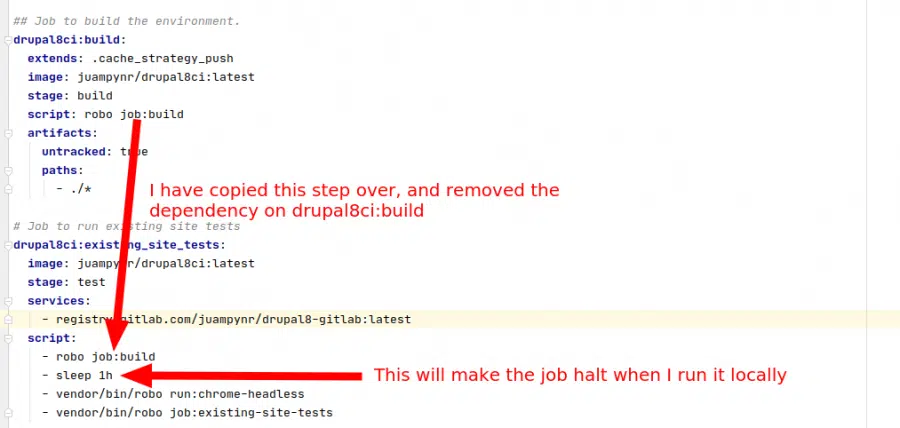 ## Job to build the environment.
drupal8ci:build:
extends: .cache_strategy_push
image: juampynr/drupal8ci:latest
stage: build
script: robo job:build
artifacts:
untracked: true
paths:
- ./*
I have copied this step over, and removed the
dependency on drupal8ci:build
# Job to run existing site tests
drupal8ci:existing_site_tests:
image: juampynr/drupal8ci:latest
stage: test
services:
- registry.gitlab.com/juampynr/drupal8-gitlab:latest
script:
- robo job:build
- sleep 1h
This will make the job halt when I run it locally
- vendor/bin/robo run:chrome-headless
- vendor/bin/robo job:existing-site-tests